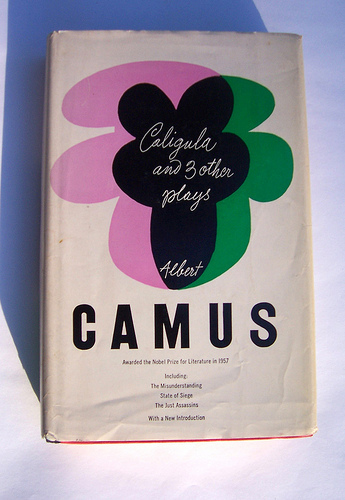 Caligula
and 3 other
plays
Albert
CAMUS
Awarded the Nobel Prize for Literature in 1957
Including:
The Misunderstanding
State of Siege
The Just Assassins
With a New Introduction